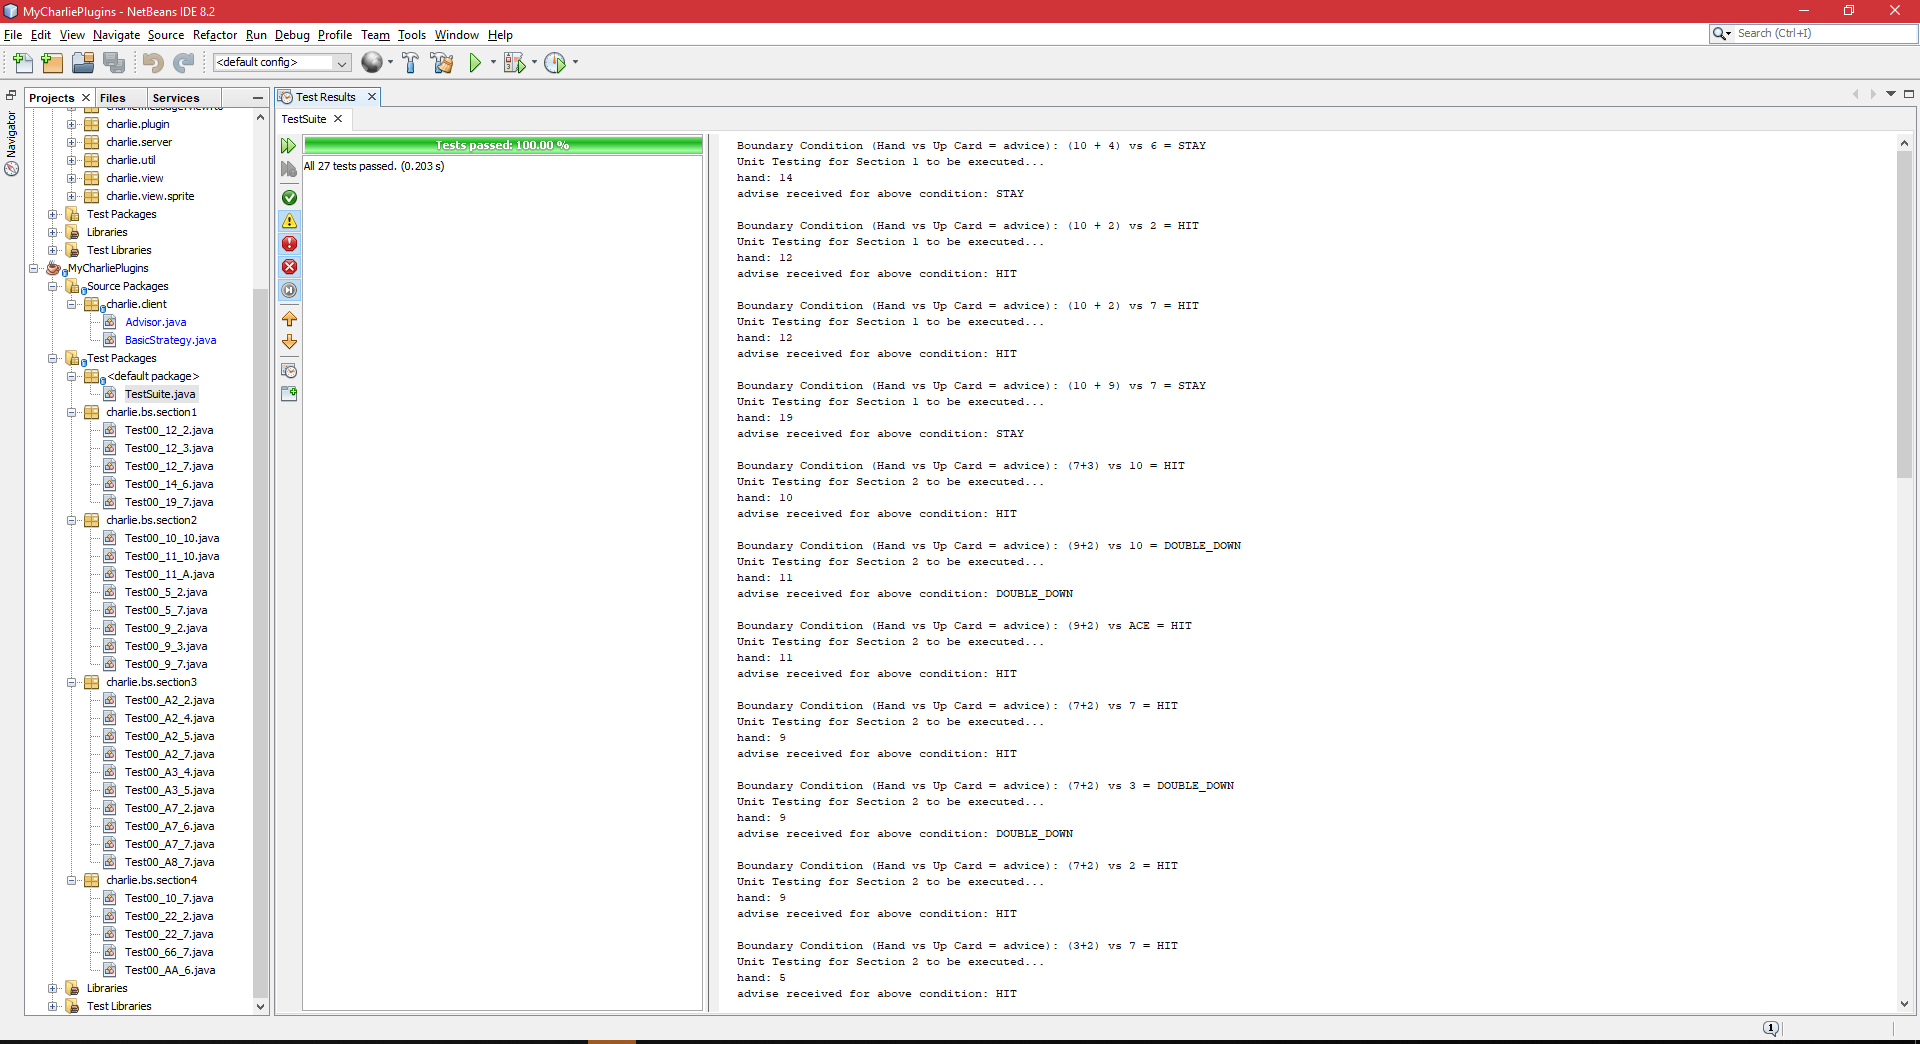 MyCharliePlugins - NetBeans IDE 8.2
File Edit View Navigate Source Refactor Run Debug Profile Team Tools Window Help
Search (Ctrl+I)
<default config>
Navigator
Projects Files Services
charlie.plugin
charlie.server
charlie.util
charlie.view
charlie.view.sprite
Test Packages
Libraries
Test Libraries
MyCharliePlugins
Source Packages
charlie.client
Advisor.java
BasicStrategy.java
Test Packages
<default package>
TestSuite.java
charlie.bs.section1
Test00_12_2.java
Test00_12_3.java
Test00_12_7.java
Test00_14_6.java
Test00_19_7.java
charlie.bs.section2
Test00_10_10.java
Test00_11_10.java
Test00_11_A.java
Test00_5_2.java
Test00_5_7.java
Test00_9_2.java
Test00_9_3.java
Test00_9_7.java
charlie.bs.section3
Test00_A2_2.java
Test00_A2_4.java
Test00_A2_5.java
Test00_A2_7.java
Test00_A3_4.java
Test00_A3_5.java
Test00_A7_2.java
Test00_A7_6.java
Test00_A7_7.java
Test00_A8_7.java
charlie.bs.section4
Test00_10_7.java
Test00_22_2.java
Test00_22_7.java
Test00_66_7.java
Test00_AA_6.java
Libraries
Test Libraries
Test Results
TestSuite
Tests passed: 100.00 %
All 27 tests passed. (0.203 s)
Boundary Condition (Hand vs Up Card = advice): (10 + 4) vs 6 = STAY
Unit Testing for Section 1 to be executed...
hand: 14
advise received for above condition: STAY
Boundary Condition (Hand vs Up Card = advice): (10 + 2) vs 2 = HIT
Unit Testing for Section 1 to be executed...
hand: 12
advise received for above condition: HIT
Boundary Condition (Hand vs Up Card = advice): (10 + 2) vs 7 = HIT
Unit Testing for Section 1 to be executed...
hand: 12
advise received for above condition: HIT
Boundary Condition (Hand vs Up Card = advice): (10 + 9) vs 7 = STAY
Unit Testing for Section 1 to be executed...
hand: 19
advise received for above condition: STAY
Boundary Condition (Hand vs Up Card = advice): (7+3) vs 10 = HIT
Unit Testing for Section 2 to be executed...
hand: 10
advise received for above condition: HIT
Boundary Condition (Hand vs Up Card = advice): (9+2) vs 10 = DOUBLE_DOWN
Unit Testing for Section 2 to be executed...
hand: 11
advise received for above condition: DOUBLE_DOWN
Boundary Condition (Hand vs Up Card = advice): (9+2) vs ACE = HIT
Unit Testing for Section 2 to be executed...
hand: 11
advise received for above condition: HIT
Boundary Condition (Hand vs Up Card = advice): (7+2) vs 7 = HIT
Unit Testing for Section 2 to be executed...
hand: 9
advise received for above condition: HIT
Boundary Condition (Hand vs Up Card = advice): (7+2) vs 3 = DOUBLE_DOWN
Unit Testing for Section 2 to be executed...
hand: 9
advise received for above condition: DOUBLE_DOWN
Boundary Condition (Hand vs Up Card = advice): (7+2) vs 2 = HIT
Unit Testing for Section 2 to be executed...
hand: 9
advise received for above condition: HIT
Boundary Condition (Hand vs Up Card = advice): (3+2) vs 7 = HIT
Unit Testing for Section 2 to be executed...
hand: 5
advise received for above condition: HIT
1